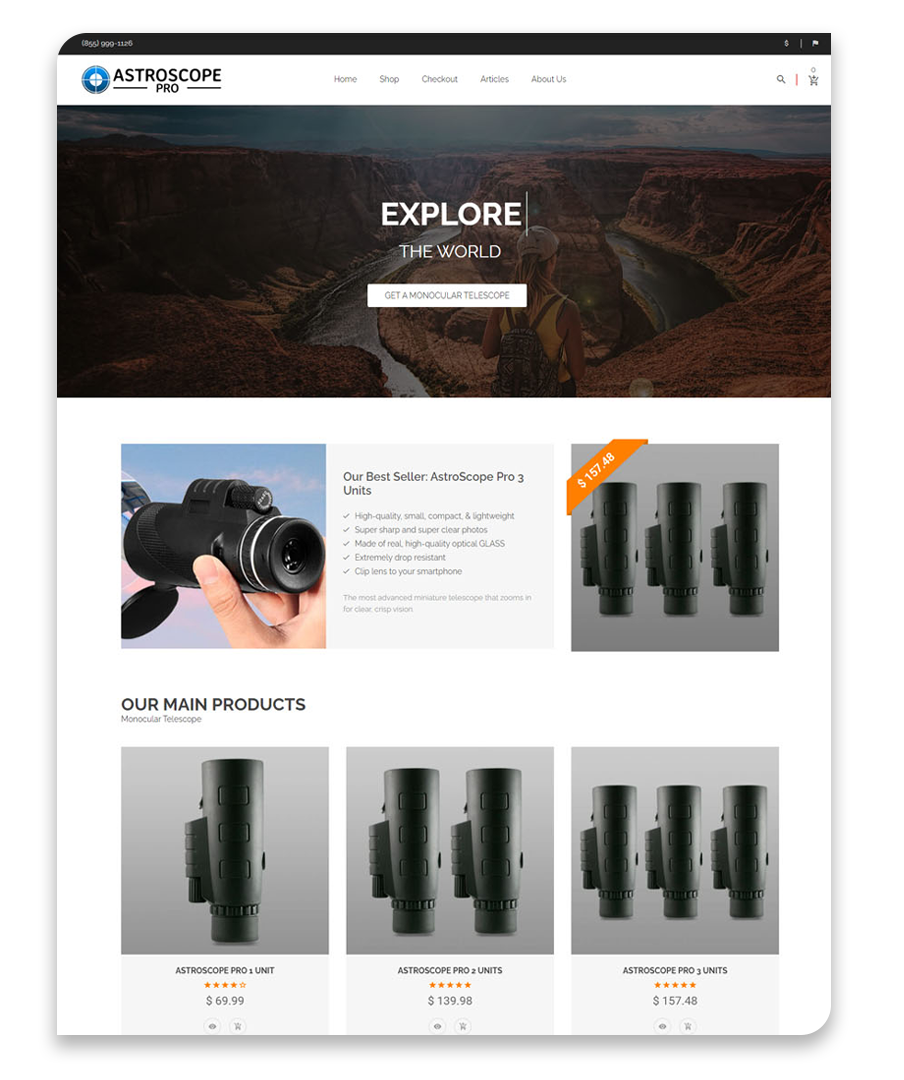 (855) 999-1126
$
ASTROSCOPE
PRO
Home
Shop
Checkout
Articles
About Us
0
EXPLORE
THE WORLD
GET A MONOCULAR TELESCOPE
Our Best Seller: AstroScope Pro 3
Units
High-quality, small, compact, & lightweight
Super sharp and super clear photos
Made of real, high-quality optical GLASS
Extremely drop resistant
Clip lens to your smartphone
The most advanced miniature telescope that zooms in
for clear, crisp vision
$ 157.48
OUR MAIN PRODUCTS
Monocular Telescope
ASTROSCOPE PRO 1 UNIT
$ 69.99
ASTROSCOPE PRO 2 UNITS
$ 139.98
ASTROSCOPE PRO 3 UNITS
$ 157.48